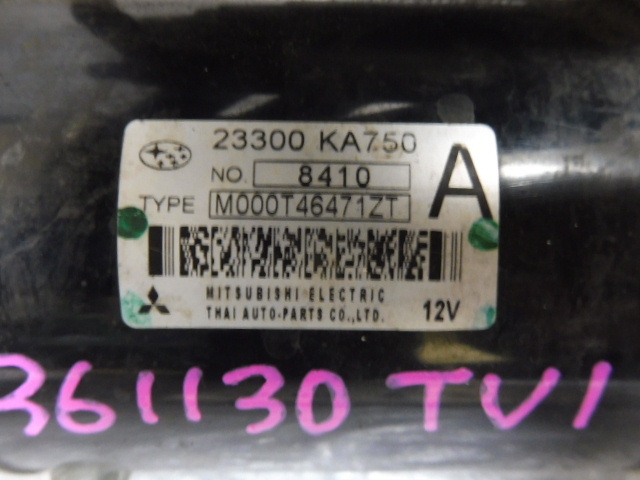 23300 KA750
NO. 8410
A
TYPE M000T46471ZT
MITSUBISHI ELECTRIC
THAI AUTO-PARTS CO.,LTD.
12V
361130 TV1